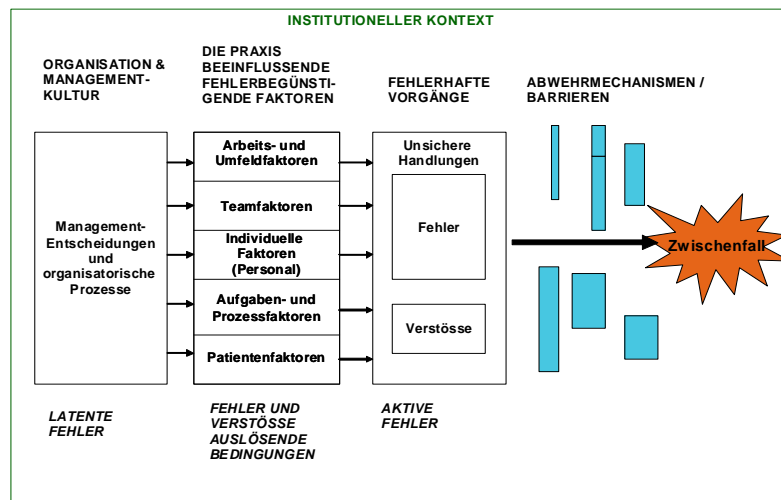 INSTITUTIONELLER KONTEXT
ORGANISATION &
MANAGEMENT-
KULTUR
DIE PRAXIS
BEEINFLUSSENDE
FEHLERBEGÜNSTI-
GENDE FAKTOREN
FEHLERHAFTE
VORGÄNGE
ABWEHRMECHANISMEN /
BARRIEREN
Management-
Entscheidungen
und
organisatorische
Prozesse
Arbeits- und
Umfeldfaktoren
Teamfaktoren
Individuelle
Faktoren
(Personal)
Aufgaben- und
Prozessfaktoren
Patientenfaktoren
Unsichere
Handlungen
Fehler
Verstösse
Zwischenfall
LATENTE
FEHLER
FEHLER UND
VERSTÖSSE
AUSLÖSENDE
BEDINGUNGEN
AKTIVE
FEHLER